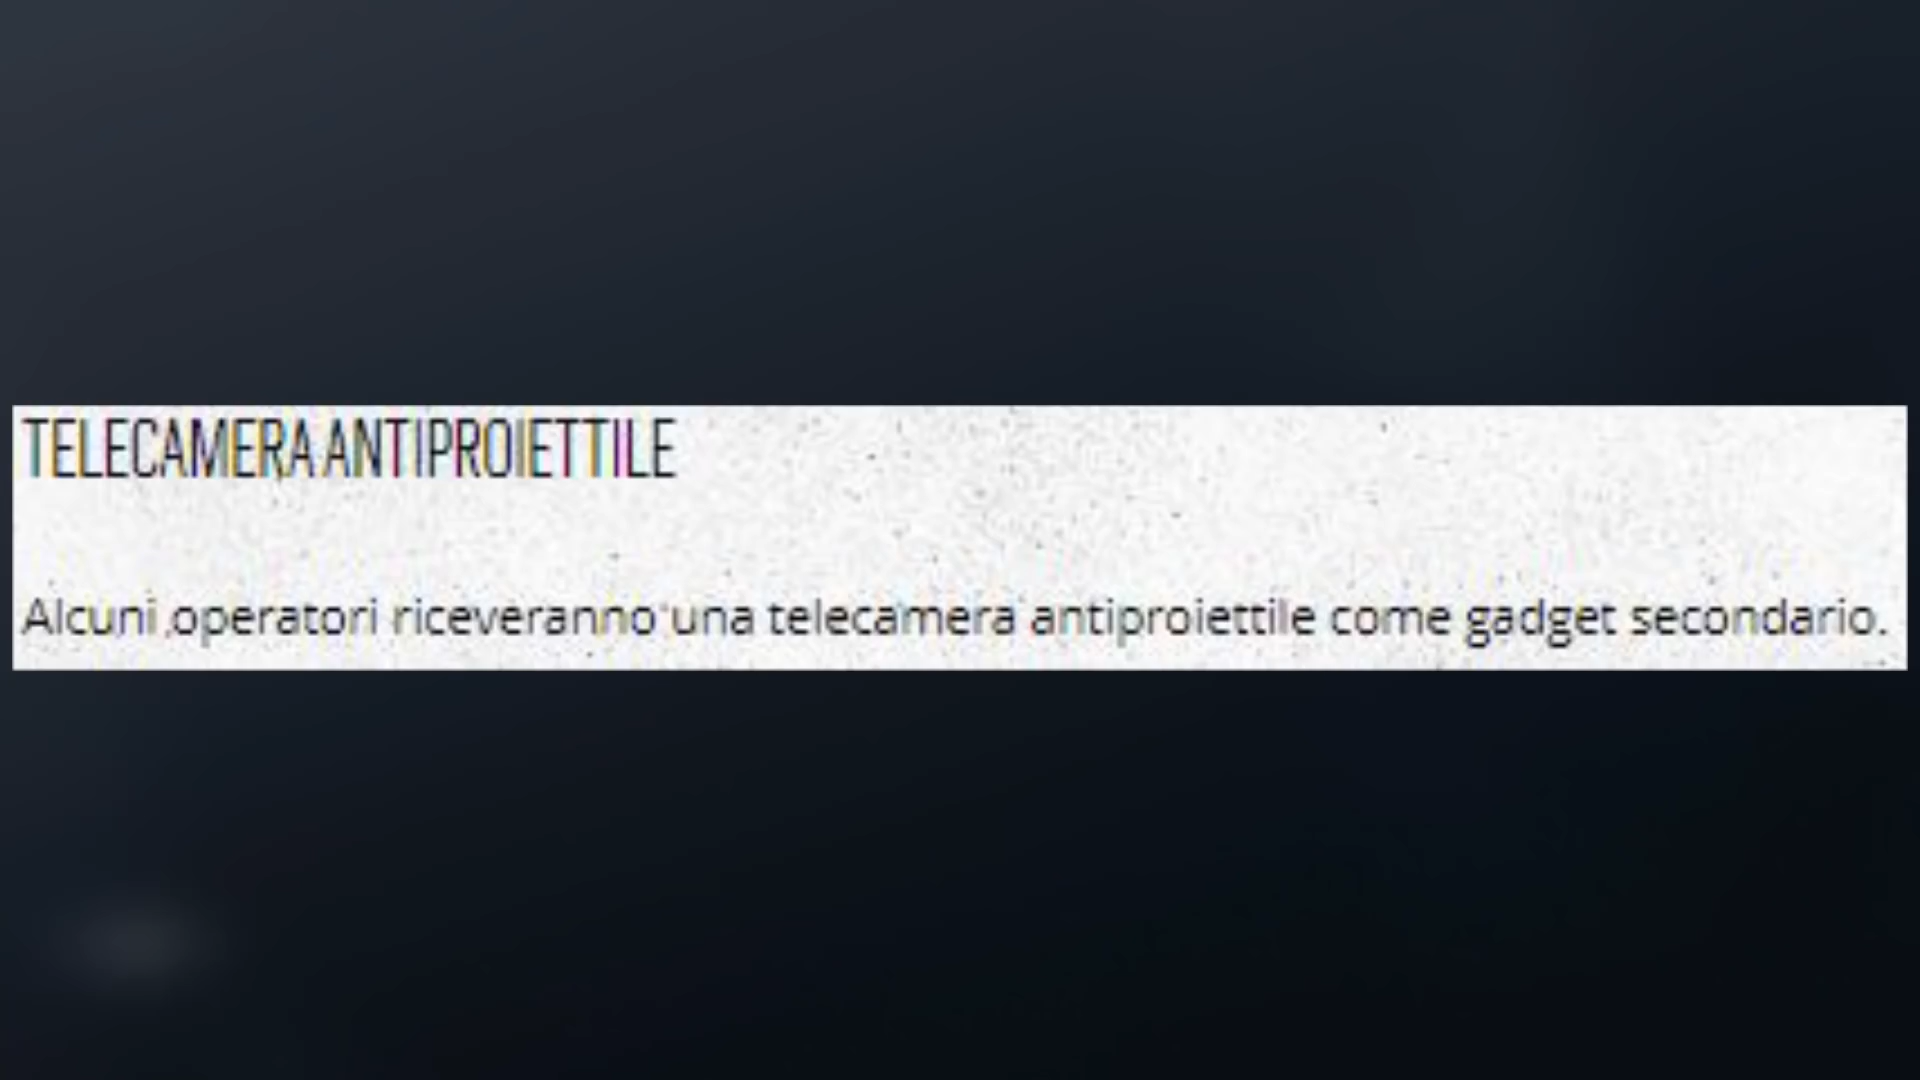 TELECAMERA ANTIPROIETTILE
Alcuni operatori riceveranno una telecamera antiproiettile come gadget secondario.